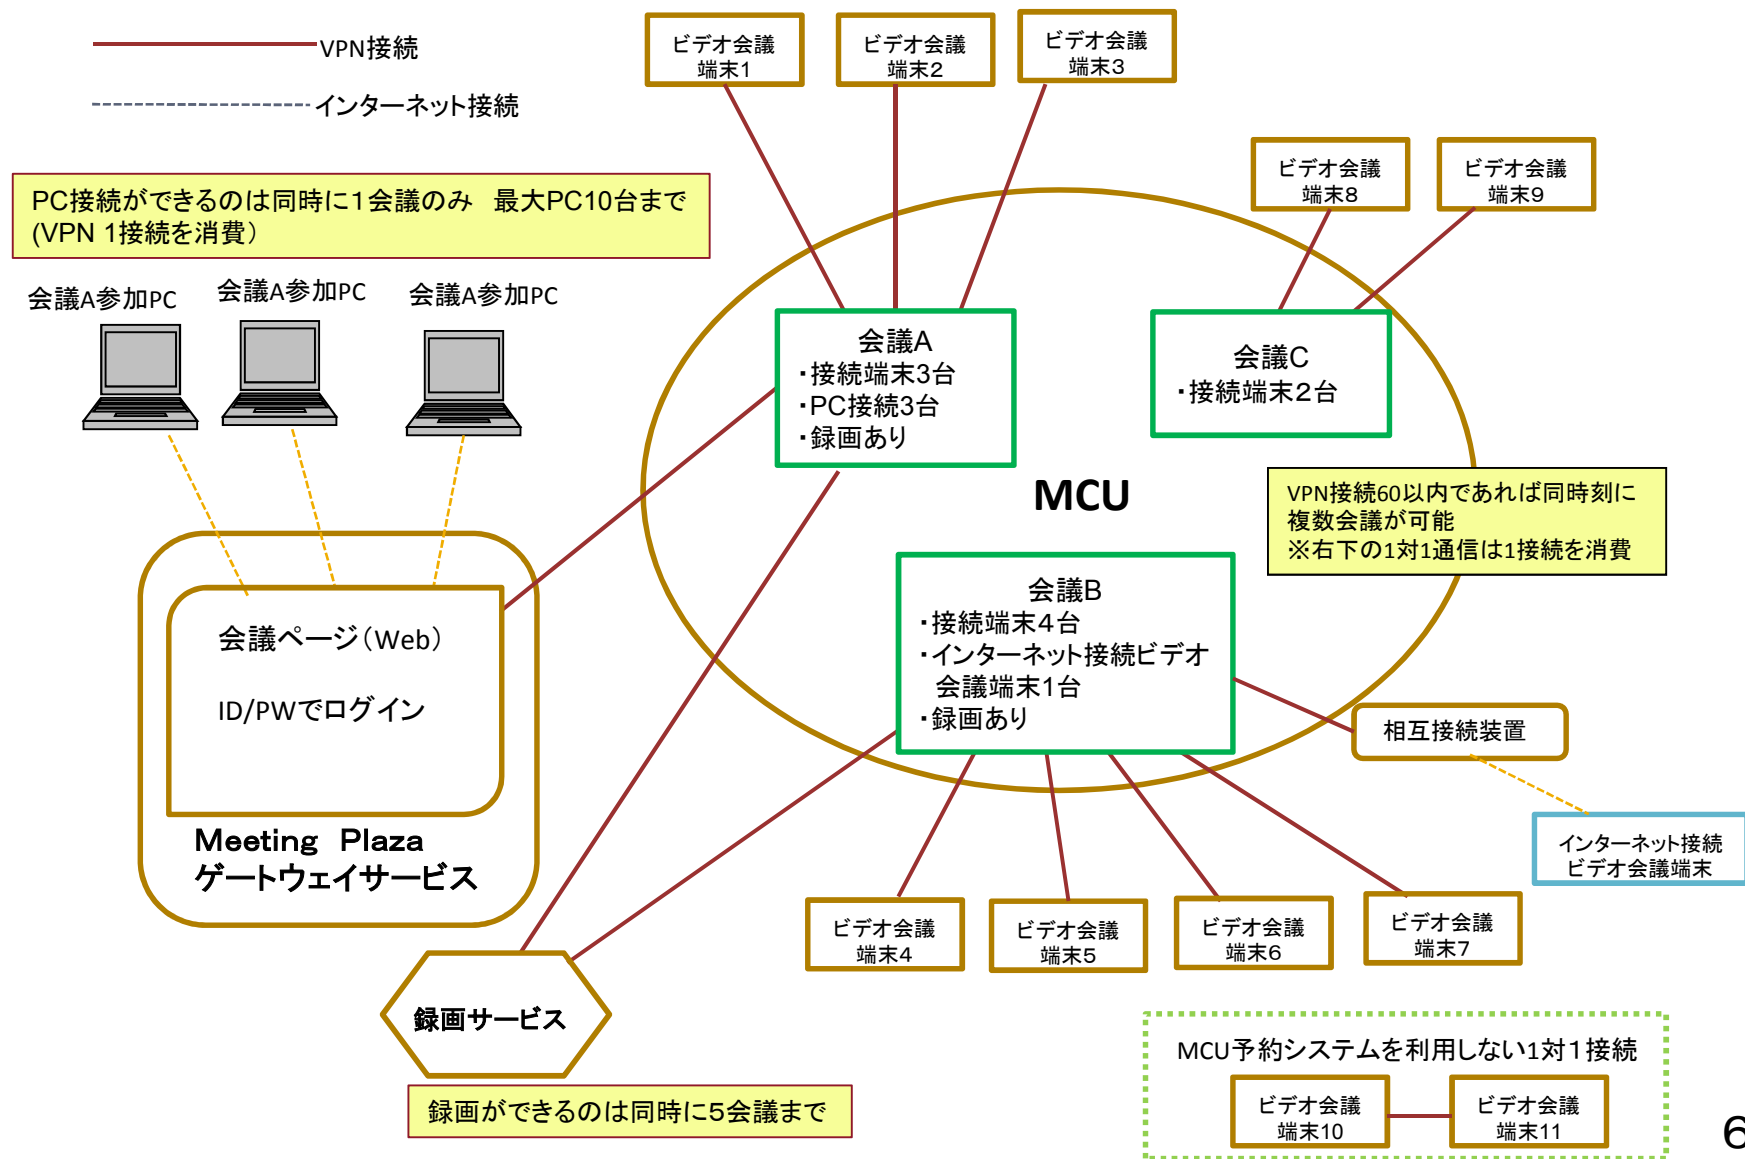 VPN接続
インターネット接続
ビデオ会議
端末1
ビデオ会議
端末2
ビデオ会議
端末3
ビデオ会議
端末8
ビデオ会議
端末9
PC接続ができるのは同時に1会議のみ　最大PC10台まで
(VPN 1接続を消費）
会議A参加PC
会議A参加PC
会議A参加PC
会議A
・接続端末3台
・PC接続3台
・録画あり
会議C
・接続端末２台
MCU
VPN接続60以内であれば同時刻に
複数会議が可能
※右下の1対1通信は1接続を消費
会議B
・接続端末４台
・インターネット接続ビデオ
会議端末1台
・録画あり
会議ページ（Web）
ID/PWでログイン
Meeting　Plaza
ゲートウェイサービス
相互接続装置
インターネット接続
ビデオ会議端末
ビデオ会議
端末4
ビデオ会議
端末5
ビデオ会議
端末6
ビデオ会議
端末7
録画サービス
録画ができるのは同時に５会議まで
MCU予約システムを利用しない1対１接続
ビデオ会議
端末10
ビデオ会議
端末11
6